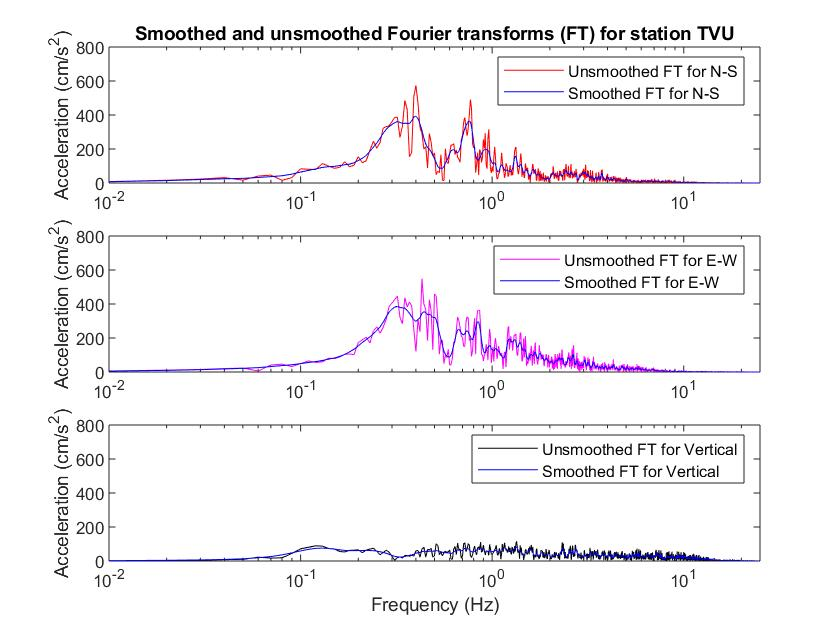 Smoothed and unsmoothed Fourier transforms (FT) for station TVU
Acceleration (cm/s²)
800
600
400
200
0
Unsmoothed FT for N-S
Smoothed FT for N-S
10⁻² 10⁻¹ 10⁰ 10¹
Acceleration (cm/s²)
800
600
400
200
0
Unsmoothed FT for E-W
Smoothed FT for E-W
10⁻² 10⁻¹ 10⁰ 10¹
Acceleration (cm/s²)
800
600
400
200
0
Unsmoothed FT for Vertical
Smoothed FT for Vertical
10⁻² 10⁻¹ 10⁰ 10¹
Frequency (Hz)